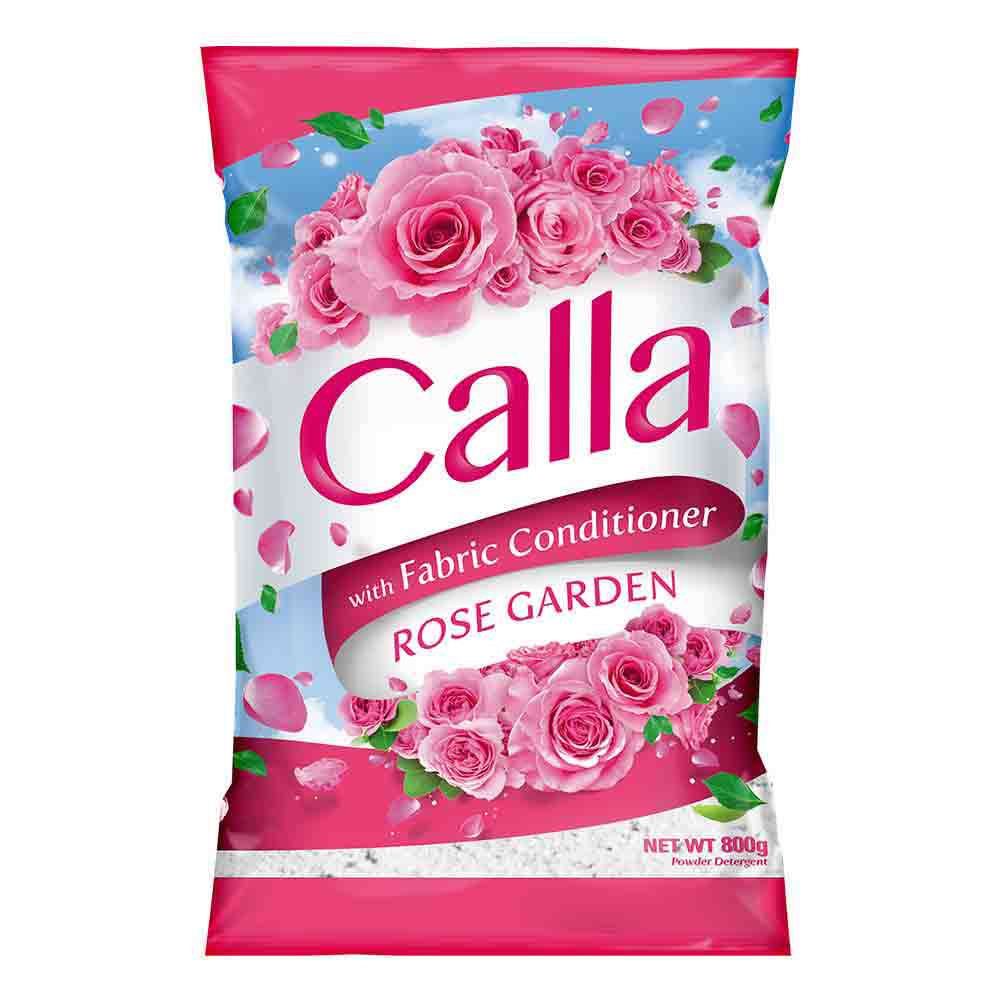 Calla
with Fabric Conditioner
ROSE GARDEN
NET WT 800g
Powder Detergent